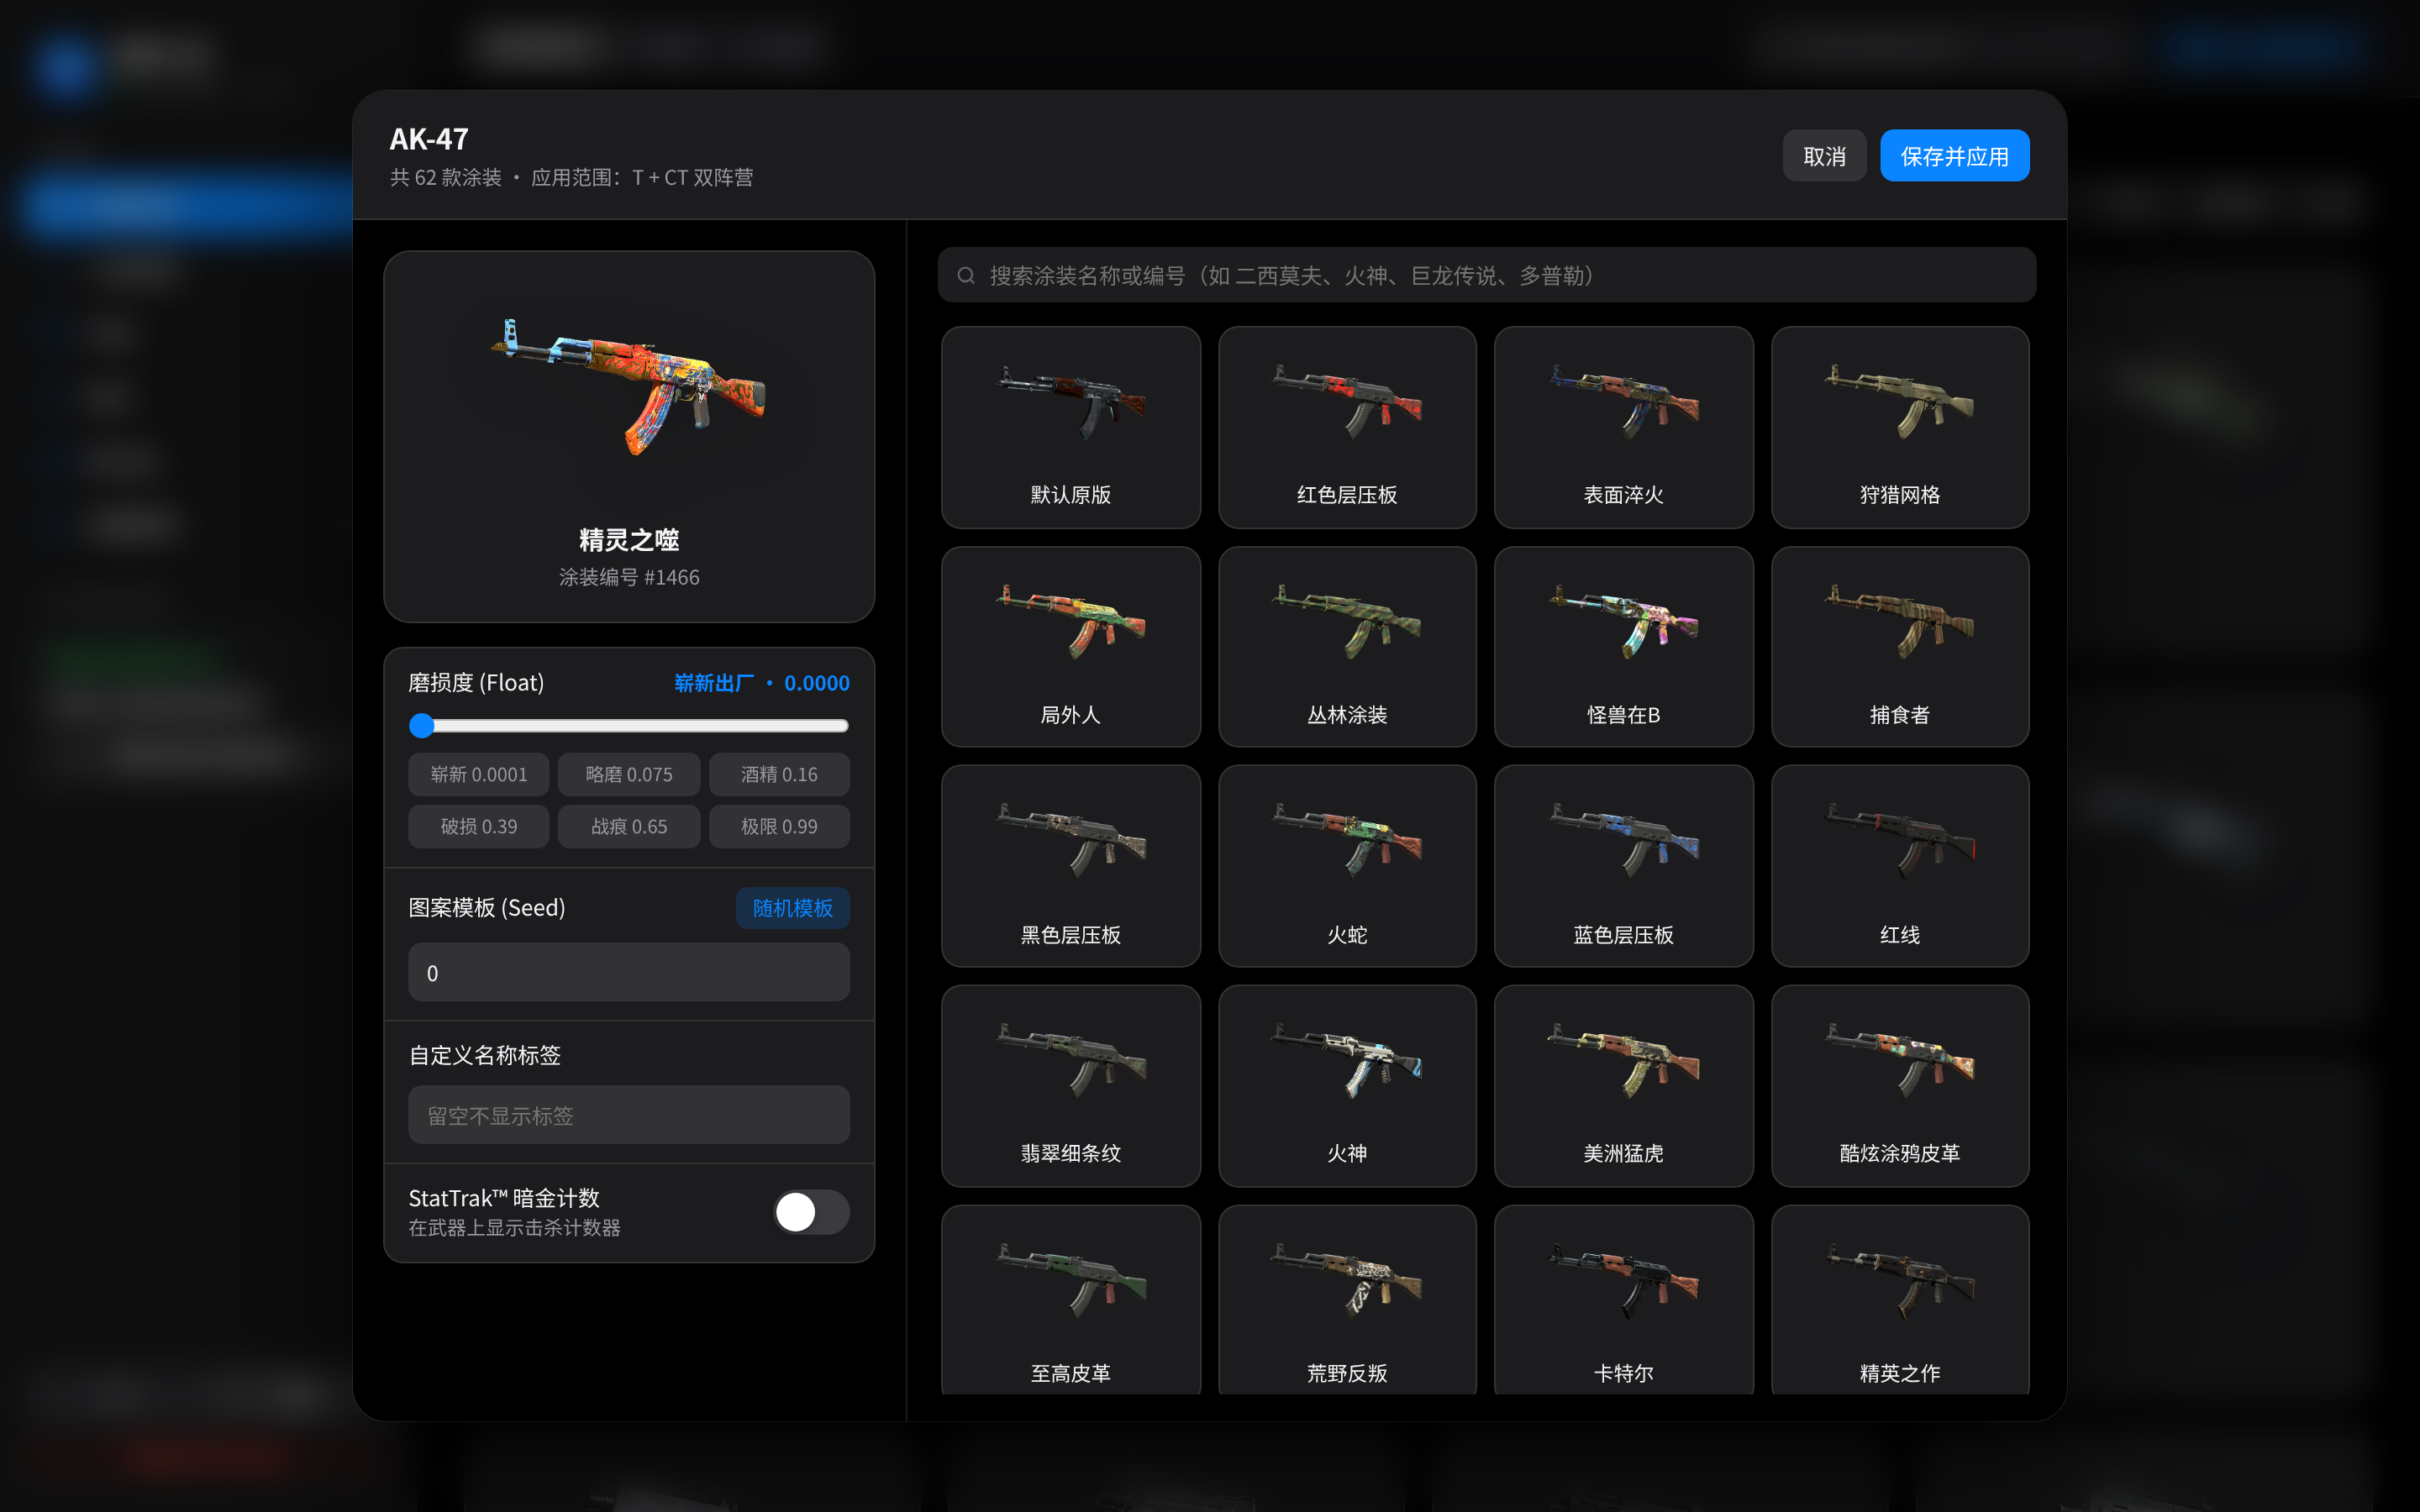 AK-47
共 62 款涂装 • 应用范围：T + CT 双阵营
取消
保存并应用
精灵之噬
涂装编号 #1466
磨损度 (Float)
崭新出厂 • 0.0000
崭新 0.0001
略磨 0.075
酒精 0.16
破损 0.39
战痕 0.65
极限 0.99
图案模板 (Seed)
随机模板
0
自定义名称标签
留空不显示标签
StatTrak™ 暗金计数
在武器上显示击杀计数器
搜索涂装名称或编号（如 二西莫夫、火神、巨龙传说、多普勒）
默认原版
红色层压板
表面淬火
狩猎网格
局外人
丛林涂装
怪兽在B
捕食者
黑色层压板
火蛇
蓝色层压板
红线
翡翠细条纹
火神
美洲猛虎
酷炫涂鸦皮革
至高皮革
荒野反叛
卡特尔
精英之作